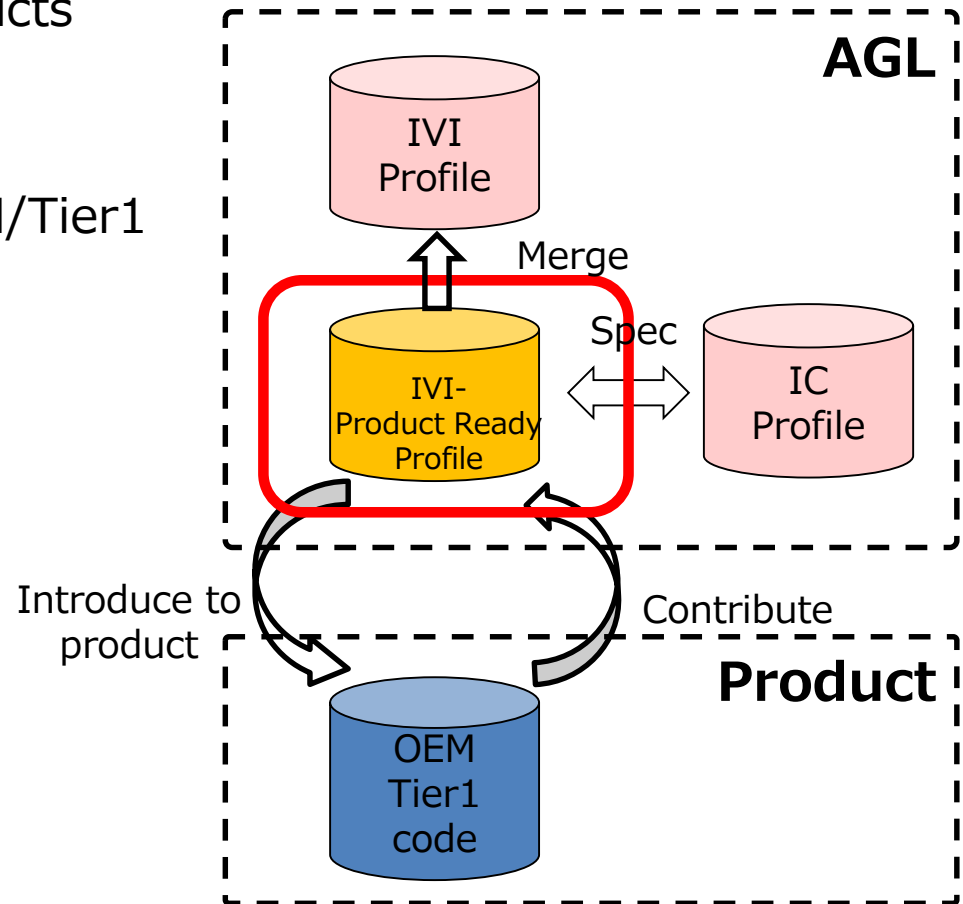 AGL
IVI
Profile
/Tier1
Merge
Spec
IVI-
Product Ready
Profile
IC
Profile
Introduce to
product
Contribute
Product
OEM
Tier1
code